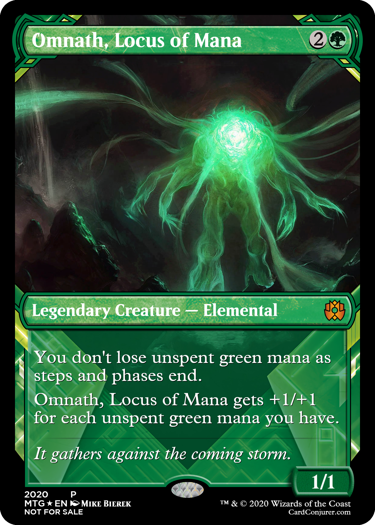 Omnath, Locus of Mana 2
Legendary Creature — Elemental
You don't lose unspent green mana as
steps and phases end.
Omnath, Locus of Mana gets +1/+1
for each unspent green mana you have.
It gathers against the coming storm.
1/1
2020 P
MTG ★ EN Mike Bierek
NOT FOR SALE
™ & © 2020 Wizards of the Coast
CardConjurer.com